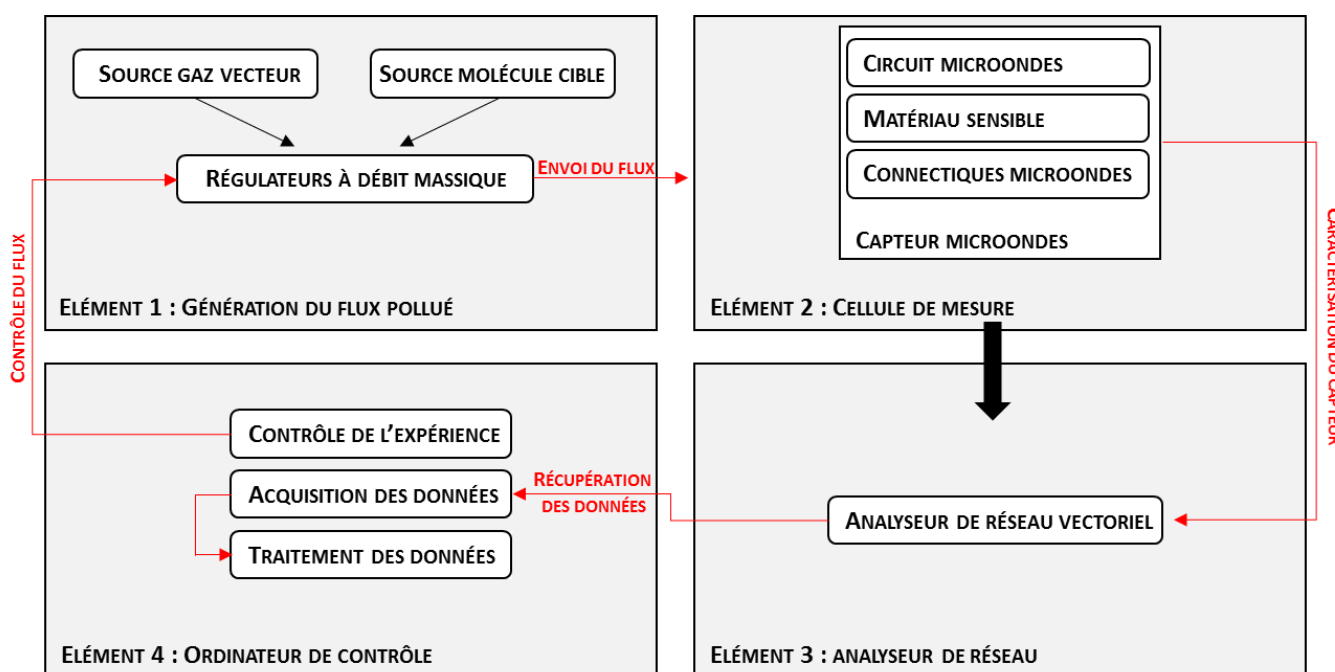 SOURCE GAZ VECTEUR
SOURCE MOLÉCULE CIBLE
RÉGULATEURS À DÉBIT MASSIQUE
ENVOI DU FLUX
CONTRÔLE DU FLUX
ELÉMENT 1 : GÉNÉRATION DU FLUX POLLUÉ
CIRCUIT MICROONDES
MATÉRIAU SENSIBLE
CONNECTIQUES MICROONDES
CAPTEUR MICROONDES
ELÉMENT 2 : CELLULE DE MESURE
CARACTÉRISATION DU CAPTEUR
CONTRÔLE DE L'EXPÉRIENCE
ACQUISITION DES DONNÉES
TRAITEMENT DES DONNÉES
RÉCUPÉRATION
DES DONNÉES
ELÉMENT 4 : ORDINATEUR DE CONTRÔLE
ANALYSEUR DE RÉSEAU VECTORIEL
ELÉMENT 3 : ANALYSEUR DE RÉSEAU